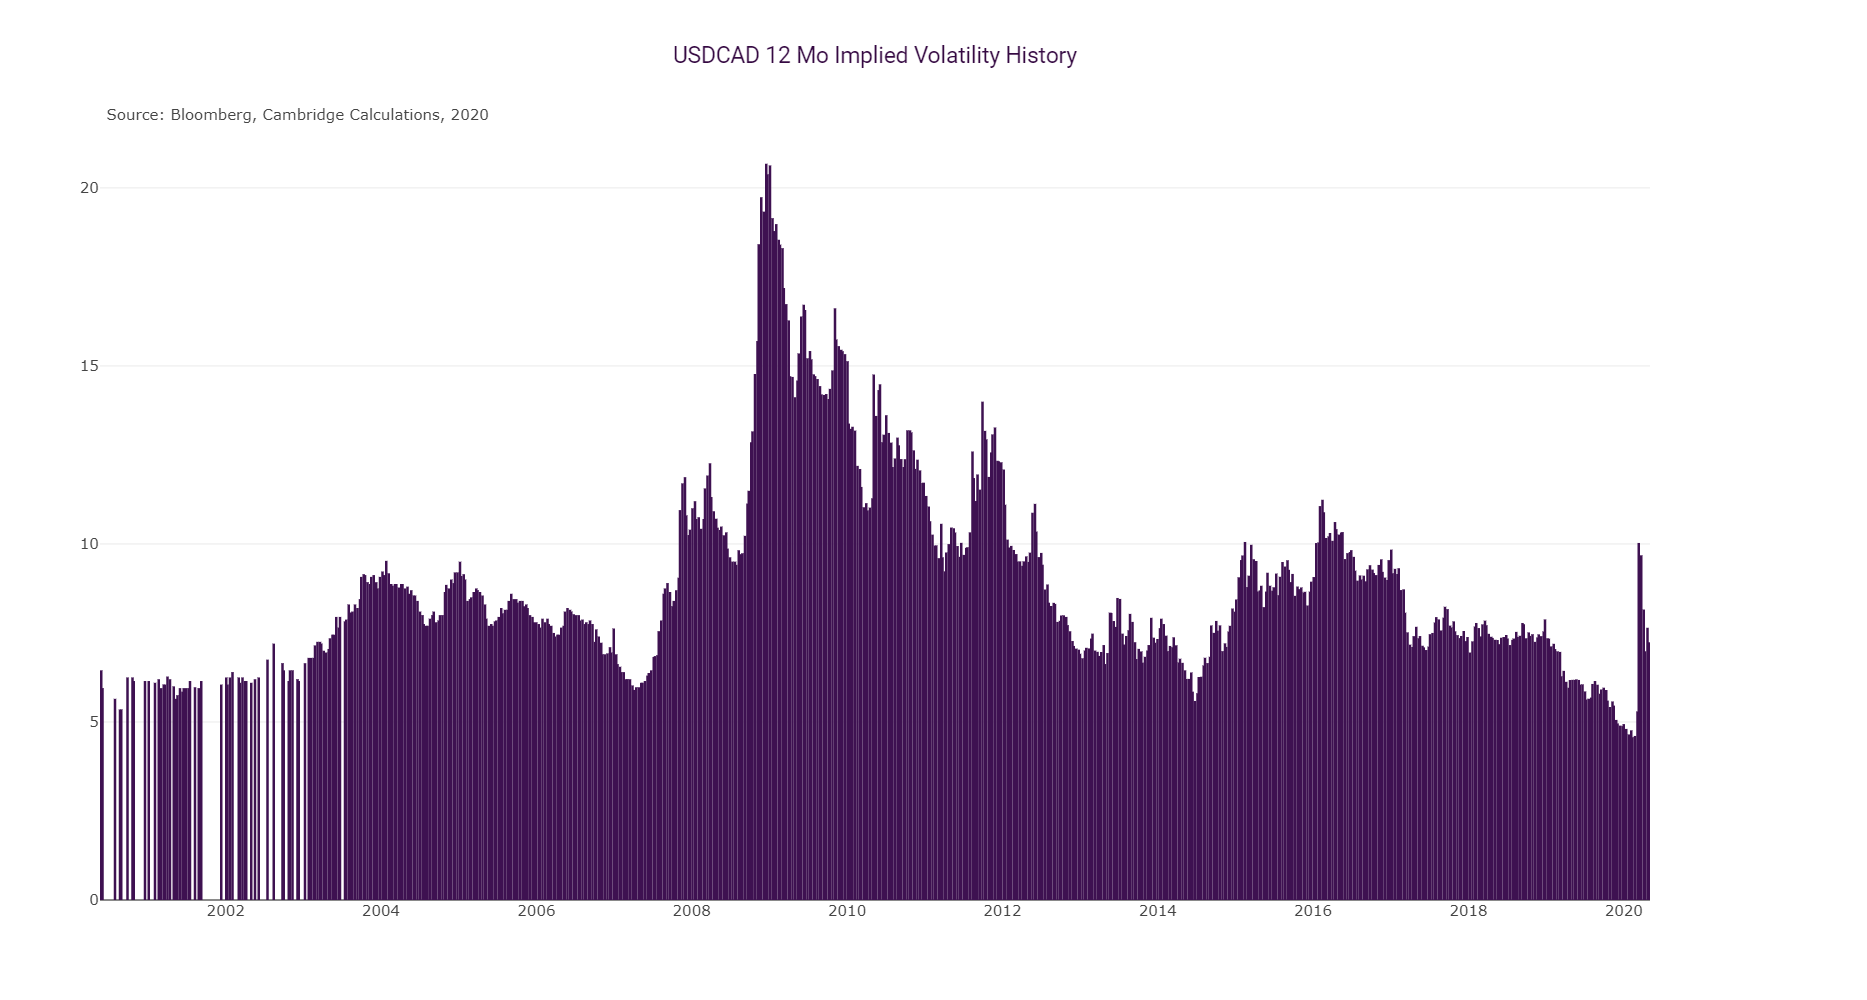 USDCAD 12 Mo Implied Volatility History
Source: Bloomberg, Cambridge Calculations, 2020
20
15
10
5
0
2002 2004 2006 2008 2010 2012 2014 2016 2018 2020